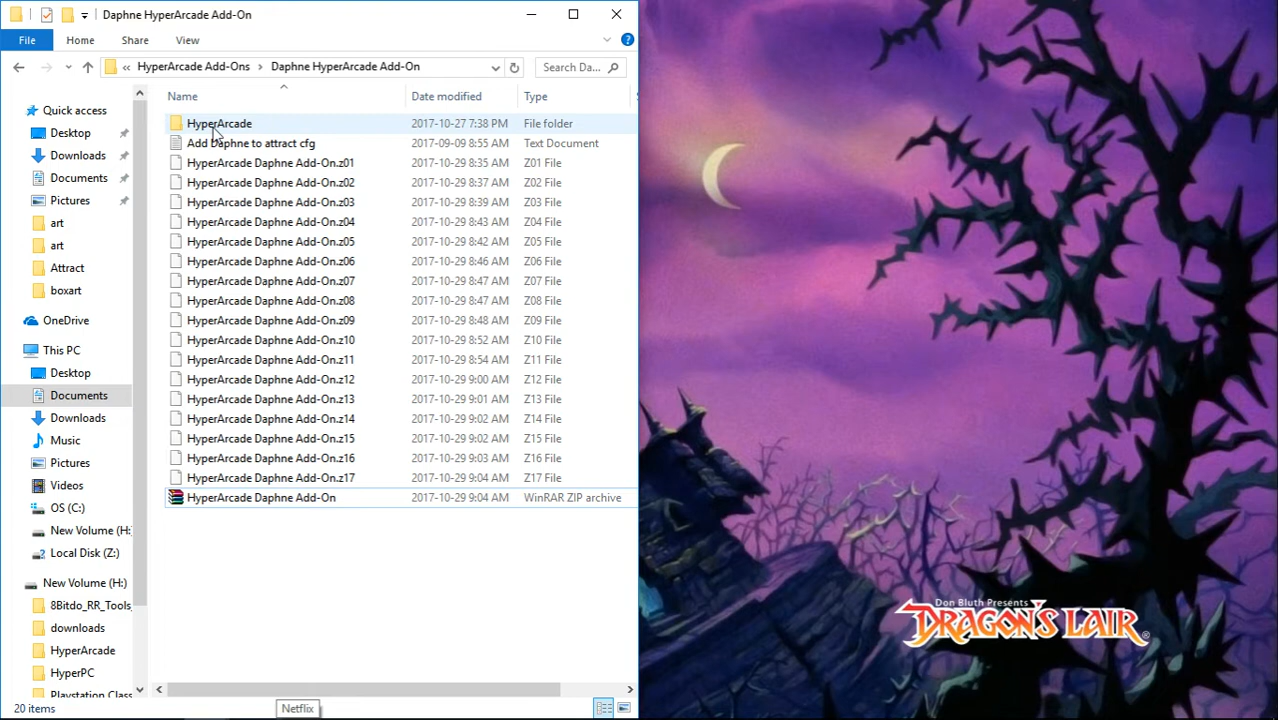 Daphne HyperArcade Add-On
File Home Share View
« HyperArcade Add-Ons > Daphne HyperArcade Add-On Search Da...
Name Date modified Type
Quick access
Desktop
Downloads
Documents
Pictures
art
art
Attract
boxart
OneDrive
This PC
Desktop
Documents
Downloads
Music
Pictures
Videos
OS (C:)
New Volume (H:
Local Disk (Z:)
New Volume (H:)
8Bitdo_RR_Tools
downloads
HyperArcade
HyperPC
Playstation Class
HyperArcade 2017-10-27 7:38 PM File folder
Add Daphne to attract cfg 2017-09-09 8:55 AM Text Document
HyperArcade Daphne Add-On.z01 2017-10-29 8:35 AM Z01 File
HyperArcade Daphne Add-On.z02 2017-10-29 8:37 AM Z02 File
HyperArcade Daphne Add-On.z03 2017-10-29 8:39 AM Z03 File
HyperArcade Daphne Add-On.z04 2017-10-29 8:43 AM Z04 File
HyperArcade Daphne Add-On.z05 2017-10-29 8:42 AM Z05 File
HyperArcade Daphne Add-On.z06 2017-10-29 8:46 AM Z06 File
HyperArcade Daphne Add-On.z07 2017-10-29 8:47 AM Z07 File
HyperArcade Daphne Add-On.z08 2017-10-29 8:47 AM Z08 File
HyperArcade Daphne Add-On.z09 2017-10-29 8:48 AM Z09 File
HyperArcade Daphne Add-On.z10 2017-10-29 8:52 AM Z10 File
HyperArcade Daphne Add-On.z11 2017-10-29 8:54 AM Z11 File
HyperArcade Daphne Add-On.z12 2017-10-29 9:00 AM Z12 File
HyperArcade Daphne Add-On.z13 2017-10-29 9:01 AM Z13 File
HyperArcade Daphne Add-On.z14 2017-10-29 9:02 AM Z14 File
HyperArcade Daphne Add-On.z15 2017-10-29 9:02 AM Z15 File
HyperArcade Daphne Add-On.z16 2017-10-29 9:03 AM Z16 File
HyperArcade Daphne Add-On.z17 2017-10-29 9:04 AM Z17 File
HyperArcade Daphne Add-On 2017-10-29 9:04 AM WinRAR ZIP archive
20 items
Netflix
Don Bluth Presents
DRAGON'S LAIR®